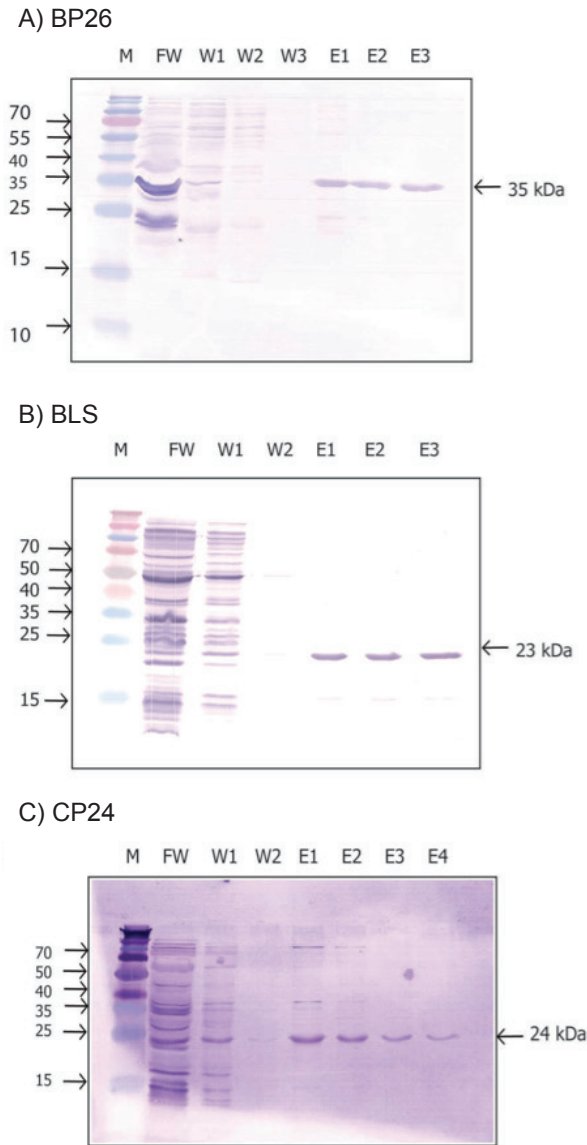 A) BP26
M FW W1 W2 W3 E1 E2 E3
70
55
40
35
35 kDa
25
15
10
B) BLS
M FW W1 W2 E1 E2 E3
70
50
40
35
25
23 kDa
15
C) CP24
M FW W1 W2 E1 E2 E3 E4
70
50
40
35
25
24 kDa
15